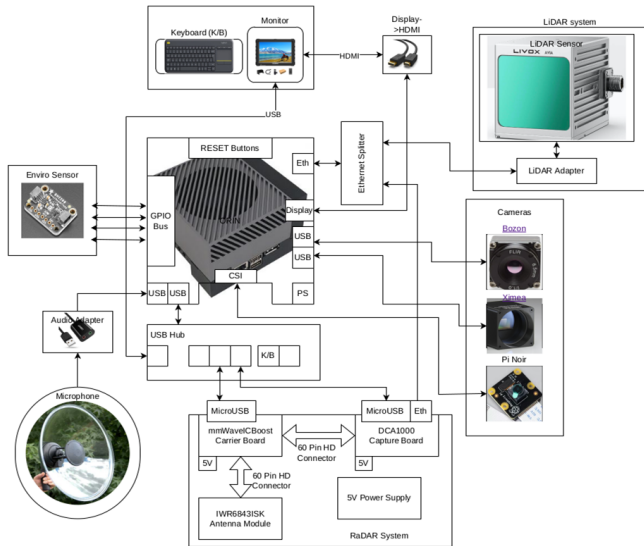 Keyboard (K/B)
Monitor
Display-
>HDMI
HDMI
USB
LiDAR system
LiDAR Sensor
LIVOX
LiDAR Adapter
RESET Buttons
Eth
Ethernet Splitter
Enviro Sensor
GPIO
Bus
ORIN
Display
USB
USB
CSI
USB
USB
PS
Cameras
Bozon
FLIR
Ximea
Pi Noir
Audio Adapter
USB Hub
K/B
Microphone
MicroUSB
mmWaveICBoost
Carrier Board
5V
60 Pin HD
Connector
MicroUSB
Eth
DCA1000
Capture Board
5V
60 Pin HD
Connector
IWR6843ISK
Antenna Module
5V Power Supply
RaDAR System